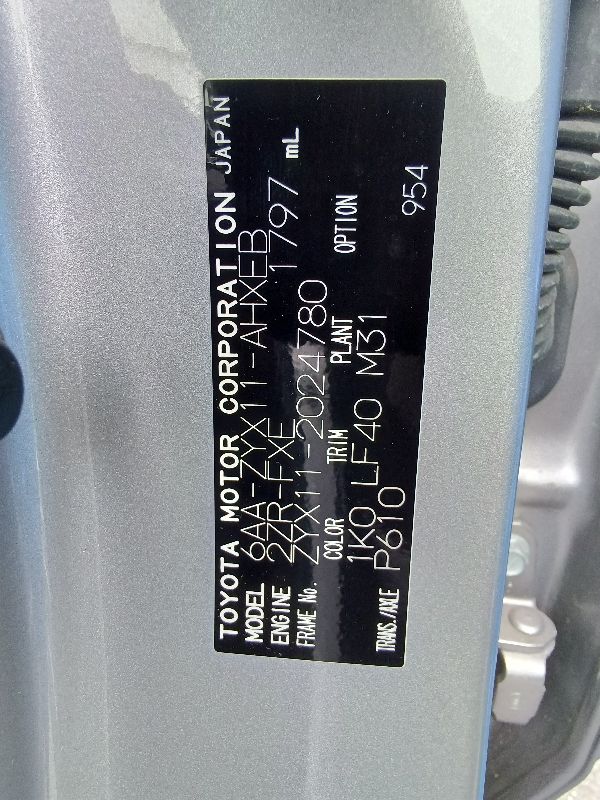 TOYOTA MOTOR CORPORATION JAPAN
MODEL 6AA-ZYX11-AHXEB
ENGINE 2ZR-FXE 1797 mL
FRAME No. ZYX11-2024780
COLOR TRIM PLANT OPTION
1K0 LF40 M31
TRANS./AXLE P610 954